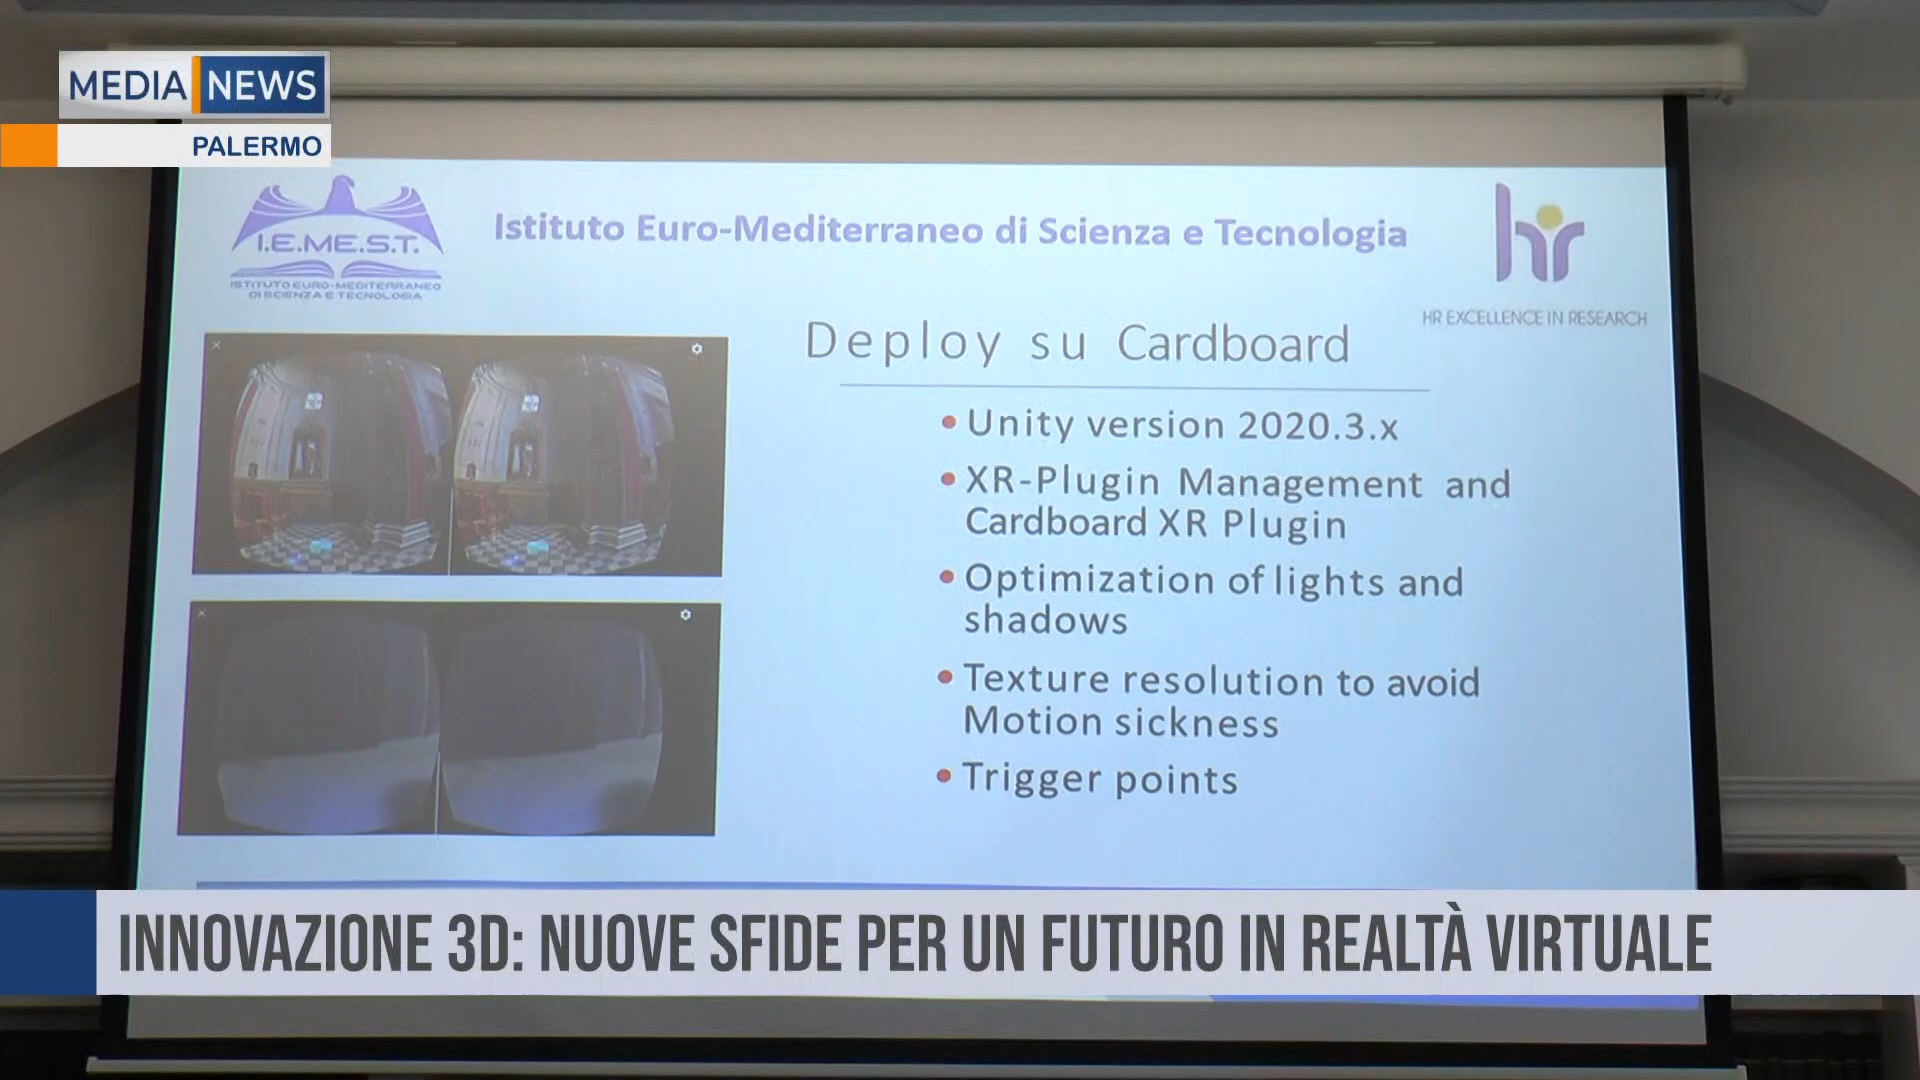 MEDIA NEWS
PALERMO
I.E.ME.S.T.
ISTITUTO EURO-MEDITERRANEO
DI SCIENZA E TECNOLOGIA
Istituto Euro-Mediterraneo di Scienza e Tecnologia
hr
HR EXCELLENCE IN RESEARCH
Deploy su Cardboard
• Unity version 2020.3.x
• XR-Plugin Management and
Cardboard XR Plugin
• Optimization of lights and
shadows
• Texture resolution to avoid
Motion sickness
• Trigger points
INNOVAZIONE 3D: NUOVE SFIDE PER UN FUTURO IN REALTÀ VIRTUALE